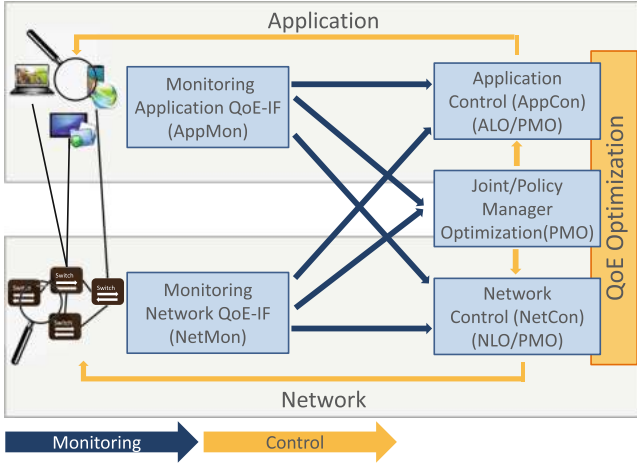 Application
Monitoring
Application QoE-IF
(AppMon)
Application
Control (AppCon)
(ALO/PMO)
Joint/Policy
Manager
Optimization(PMO)
QoE Optimization
Switch
Switch
Switch
Switch
Monitoring
Network QoE-IF
(NetMon)
Network
Control (NetCon)
(NLO/PMO)
Network
Monitoring
Control